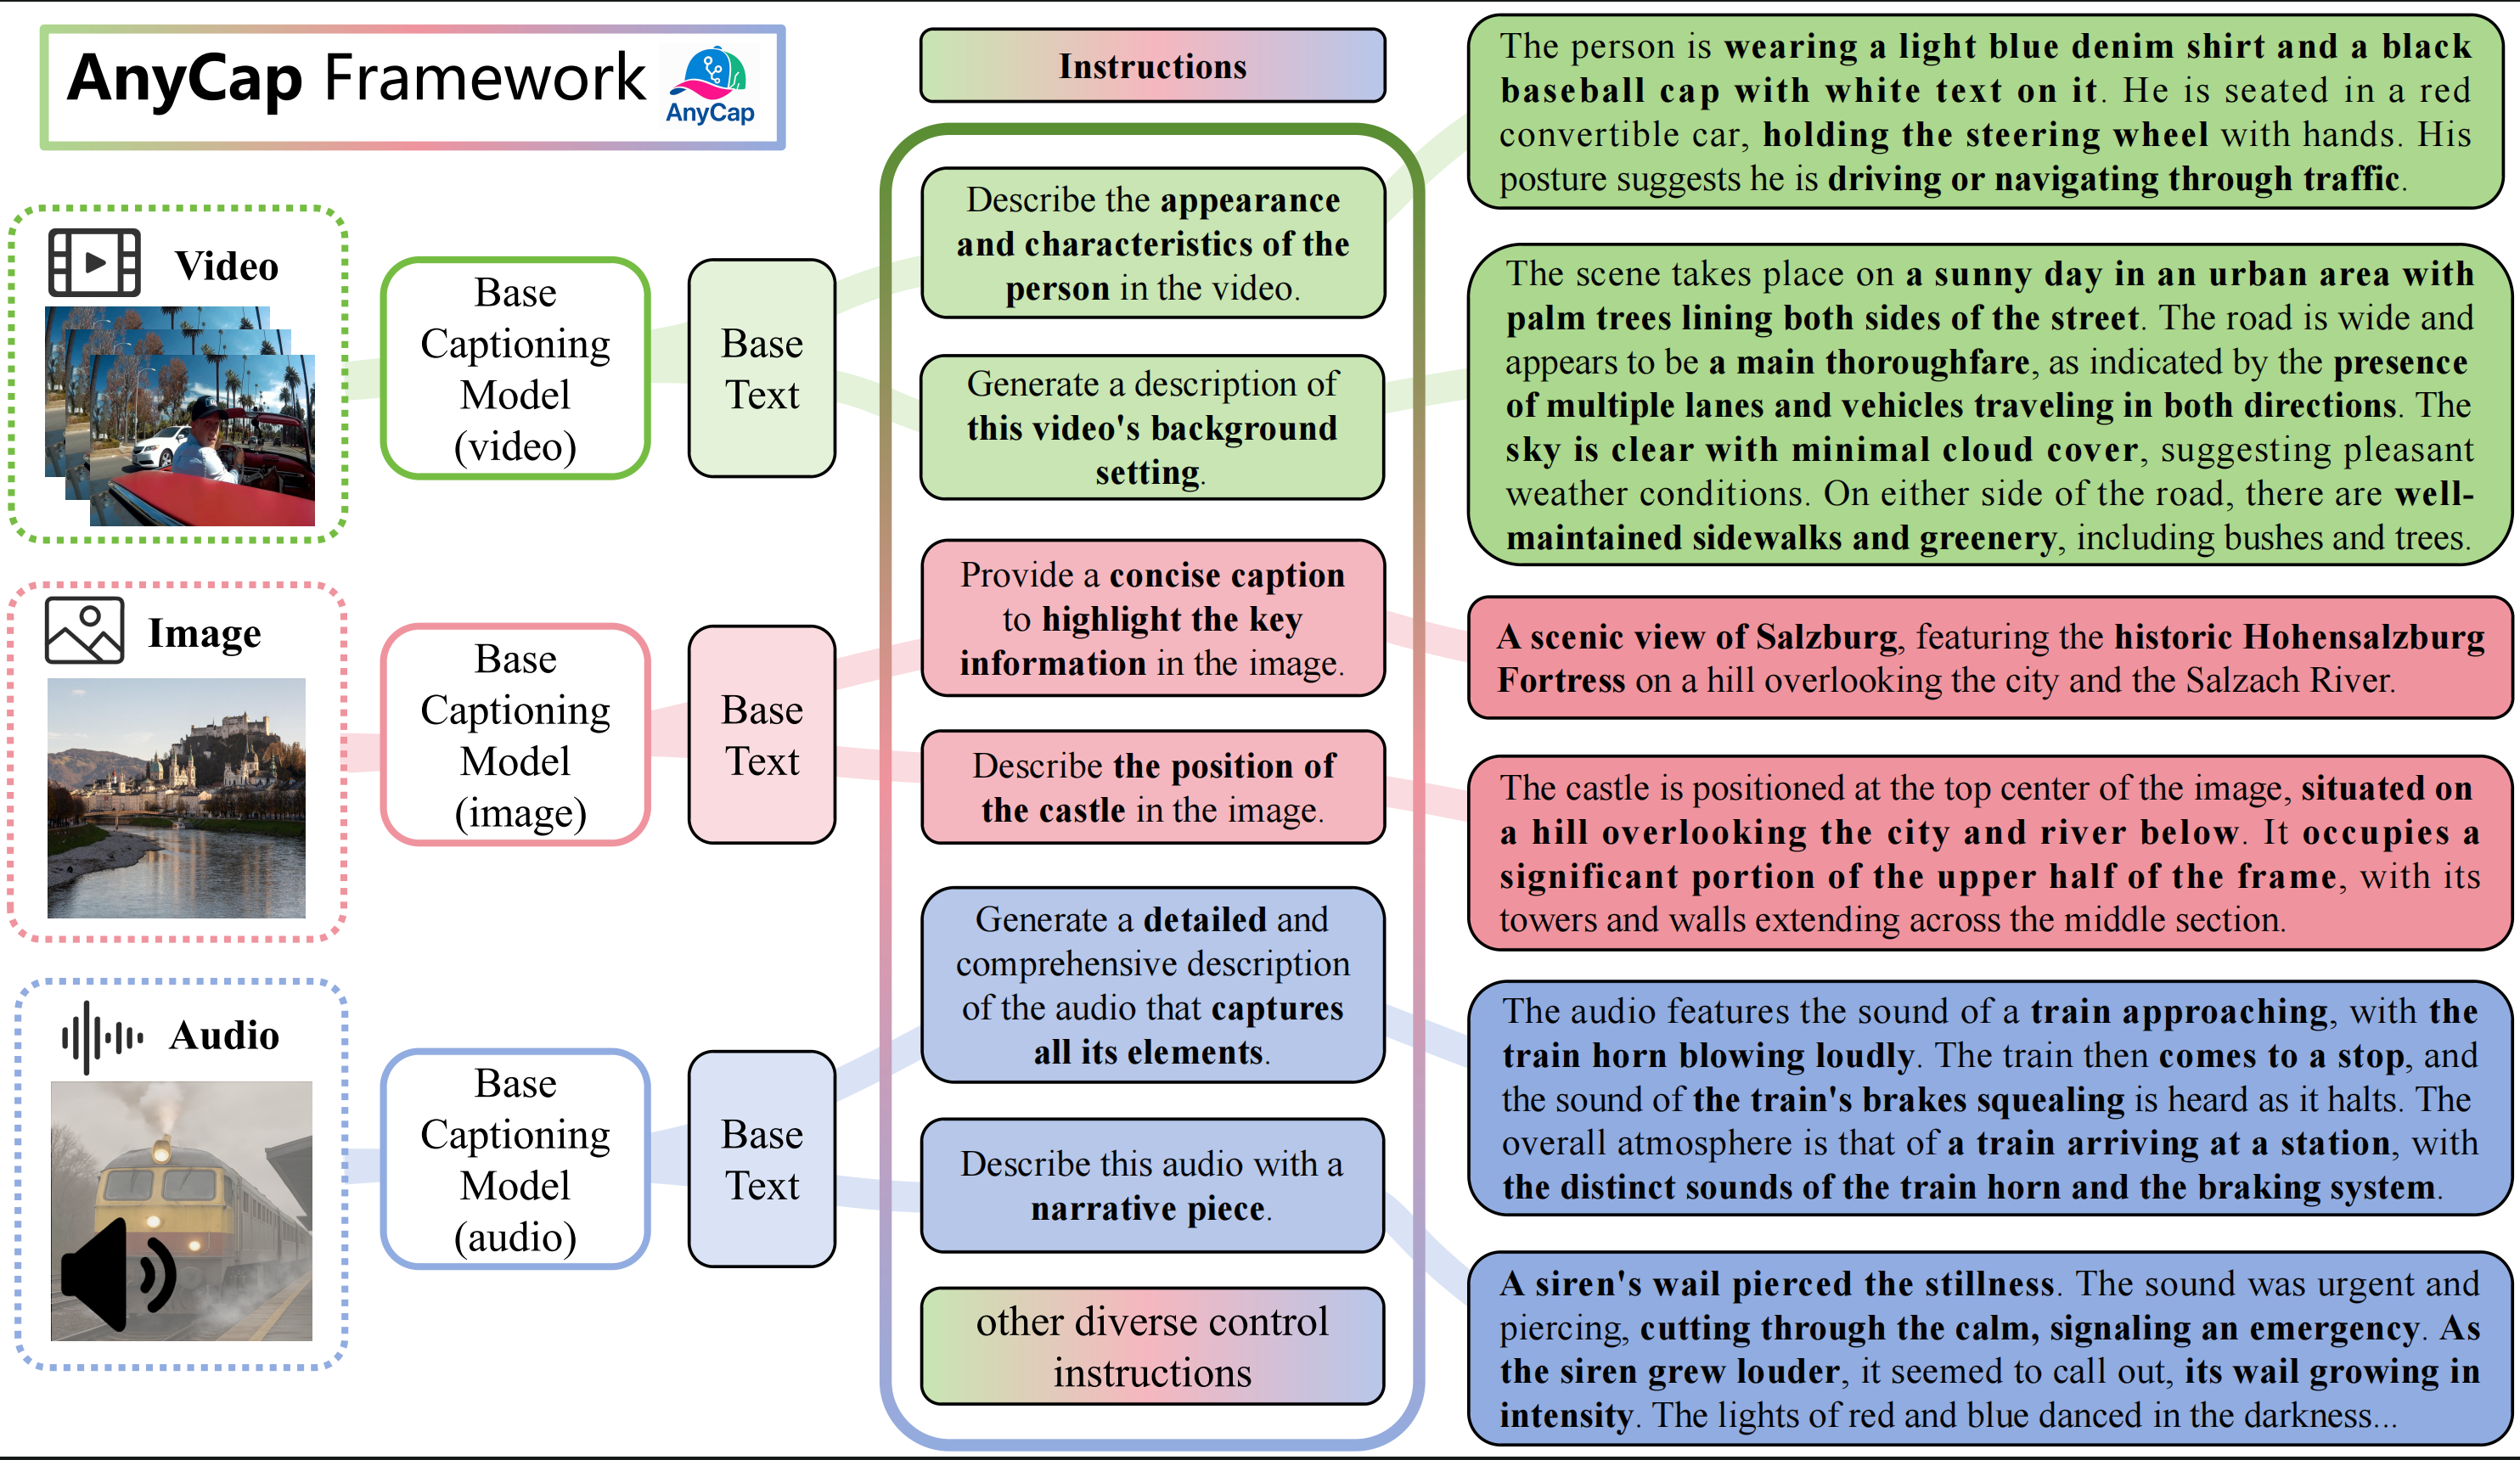 AnyCap Framework
AnyCap
Instructions
Video
Base
Captioning
Model
(video)
Base
Text
Describe the appearance
and characteristics of the
person in the video.
The person is wearing a light blue denim shirt and a black
baseball cap with white text on it. He is seated in a red
convertible car, holding the steering wheel with hands. His
posture suggests he is driving or navigating through traffic.
Generate a description of
this video's background
setting.
The scene takes place on a sunny day in an urban area with
palm trees lining both sides of the street. The road is wide and
appears to be a main thoroughfare, as indicated by the presence
of multiple lanes and vehicles traveling in both directions. The
sky is clear with minimal cloud cover, suggesting pleasant
weather conditions. On either side of the road, there are well-
maintained sidewalks and greenery, including bushes and trees.
Image
Base
Captioning
Model
(image)
Base
Text
Provide a concise caption
to highlight the key
information in the image.
A scenic view of Salzburg, featuring the historic Hohensalzburg
Fortress on a hill overlooking the city and the Salzach River.
Describe the position of
the castle in the image.
The castle is positioned at the top center of the image, situated on
a hill overlooking the city and river below. It occupies a
significant portion of the upper half of the frame, with its
towers and walls extending across the middle section.
Audio
Base
Captioning
Model
(audio)
Base
Text
Generate a detailed and
comprehensive description
of the audio that captures
all its elements.
The audio features the sound of a train approaching, with the
train horn blowing loudly. The train then comes to a stop, and
the sound of the train's brakes squealing is heard as it halts. The
overall atmosphere is that of a train arriving at a station, with
the distinct sounds of the train horn and the braking system.
Describe this audio with a
narrative piece.
A siren's wail pierced the stillness. The sound was urgent and
piercing, cutting through the calm, signaling an emergency. As
the siren grew louder, it seemed to call out, its wail growing in
intensity. The lights of red and blue danced in the darkness...
other diverse control
instructions